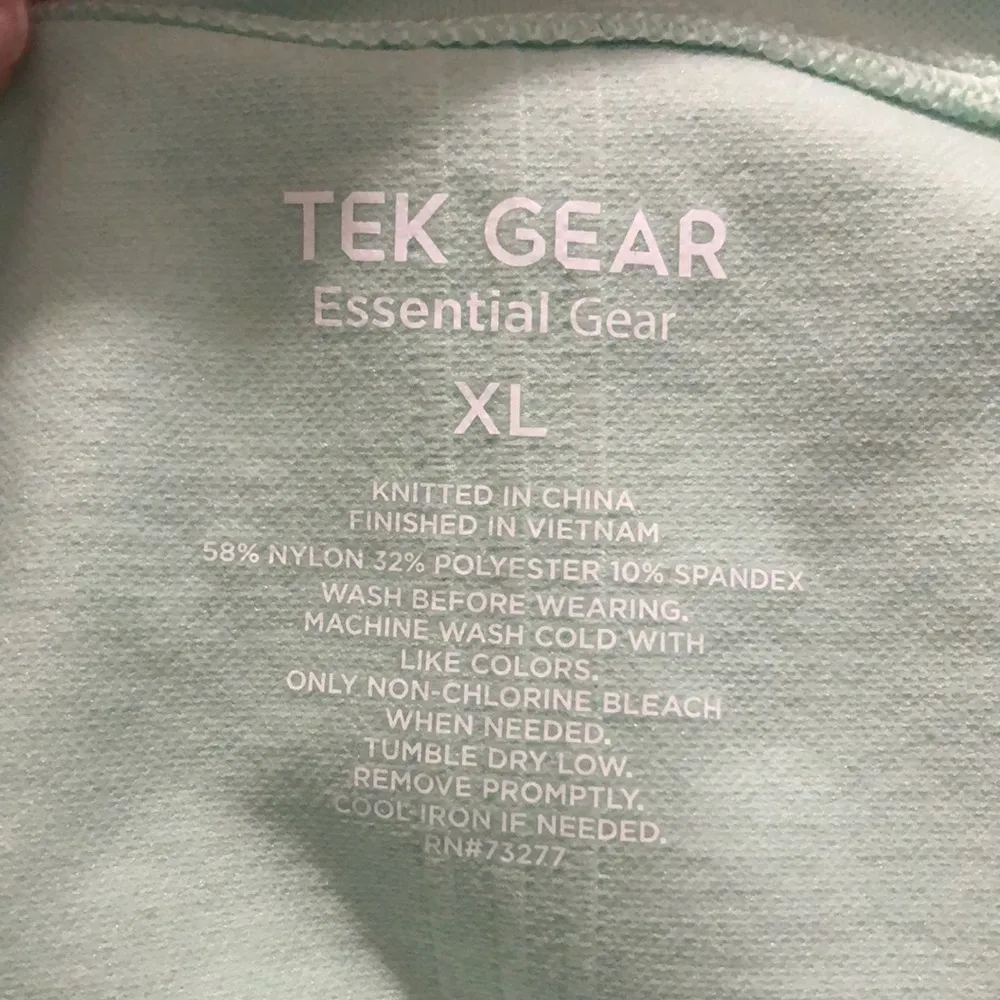 TEK GEAR
Essential Gear
XL
KNITTED IN CHINA
FINISHED IN VIETNAM
58% NYLON 32% POLYESTER 10% SPANDEX
WASH BEFORE WEARING.
MACHINE WASH COLD WITH
LIKE COLORS.
ONLY NON-CHLORINE BLEACH
WHEN NEEDED.
TUMBLE DRY LOW.
REMOVE PROMPTLY.
COOL IRON IF NEEDED.
RN#73277